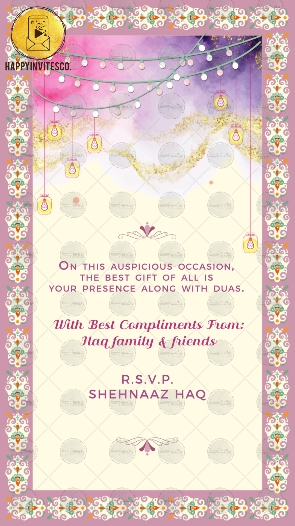 HAPPYINVITESCO.
ON THIS AUSPICIOUS OCCASION,
THE BEST GIFT OF ALL IS
YOUR PRESENCE ALONG WITH DUAS.
With Best Compliments From:
Haq family & friends
R.S.V.P.
SHEHNAAZ HAQ